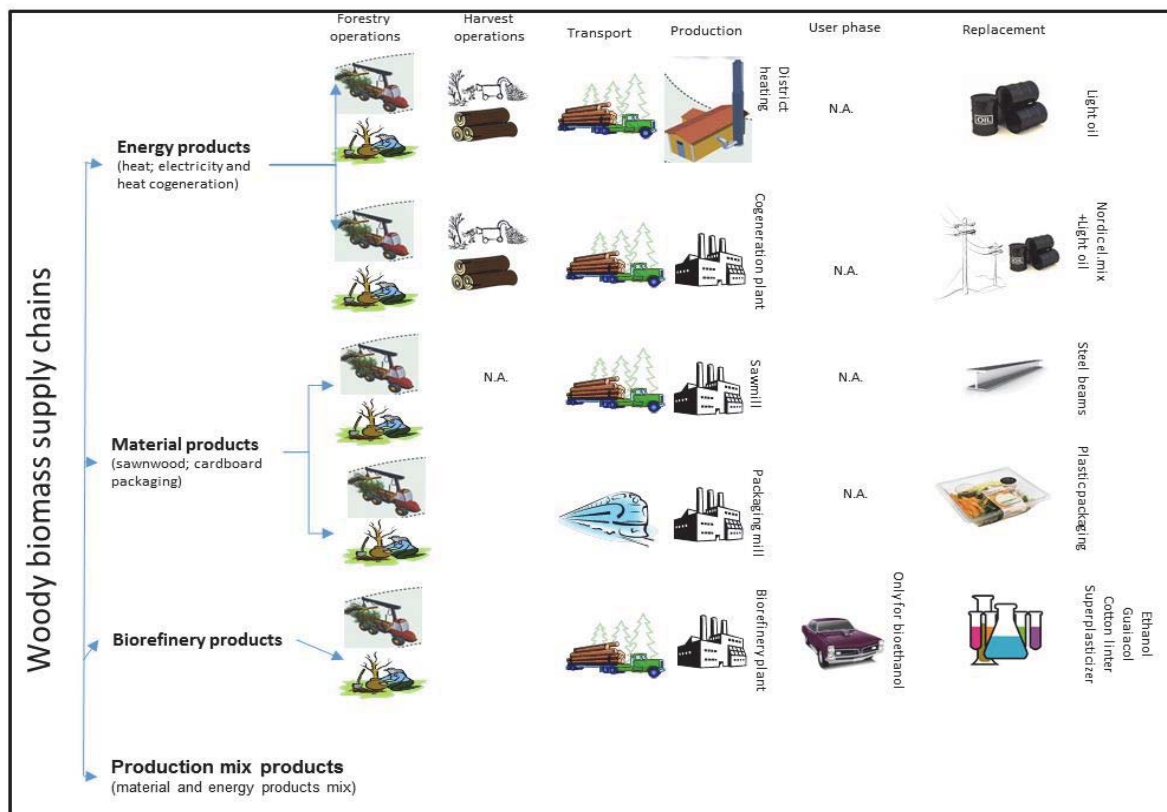 Forestry operations
Harvest operations
Transport
Production
User phase
Replacement
Woody biomass supply chains
Energy products
(heat; electricity and
heat cogeneration)
District
heating
N.A.
OIL
Light oil
Cogeneration plant
N.A.
Nordic el.mix
+Light oil
Material products
(sawnwood; cardboard
packaging)
N.A.
Sawmill
N.A.
Steel beams
Packaging mill
N.A.
Plastic packaging
Biorefinery products
Biorefinery plant
Only for bioethanol
Ethanol
Guaiacol
Cotton linter
Superplasticizer
Production mix products
(material and energy products mix)